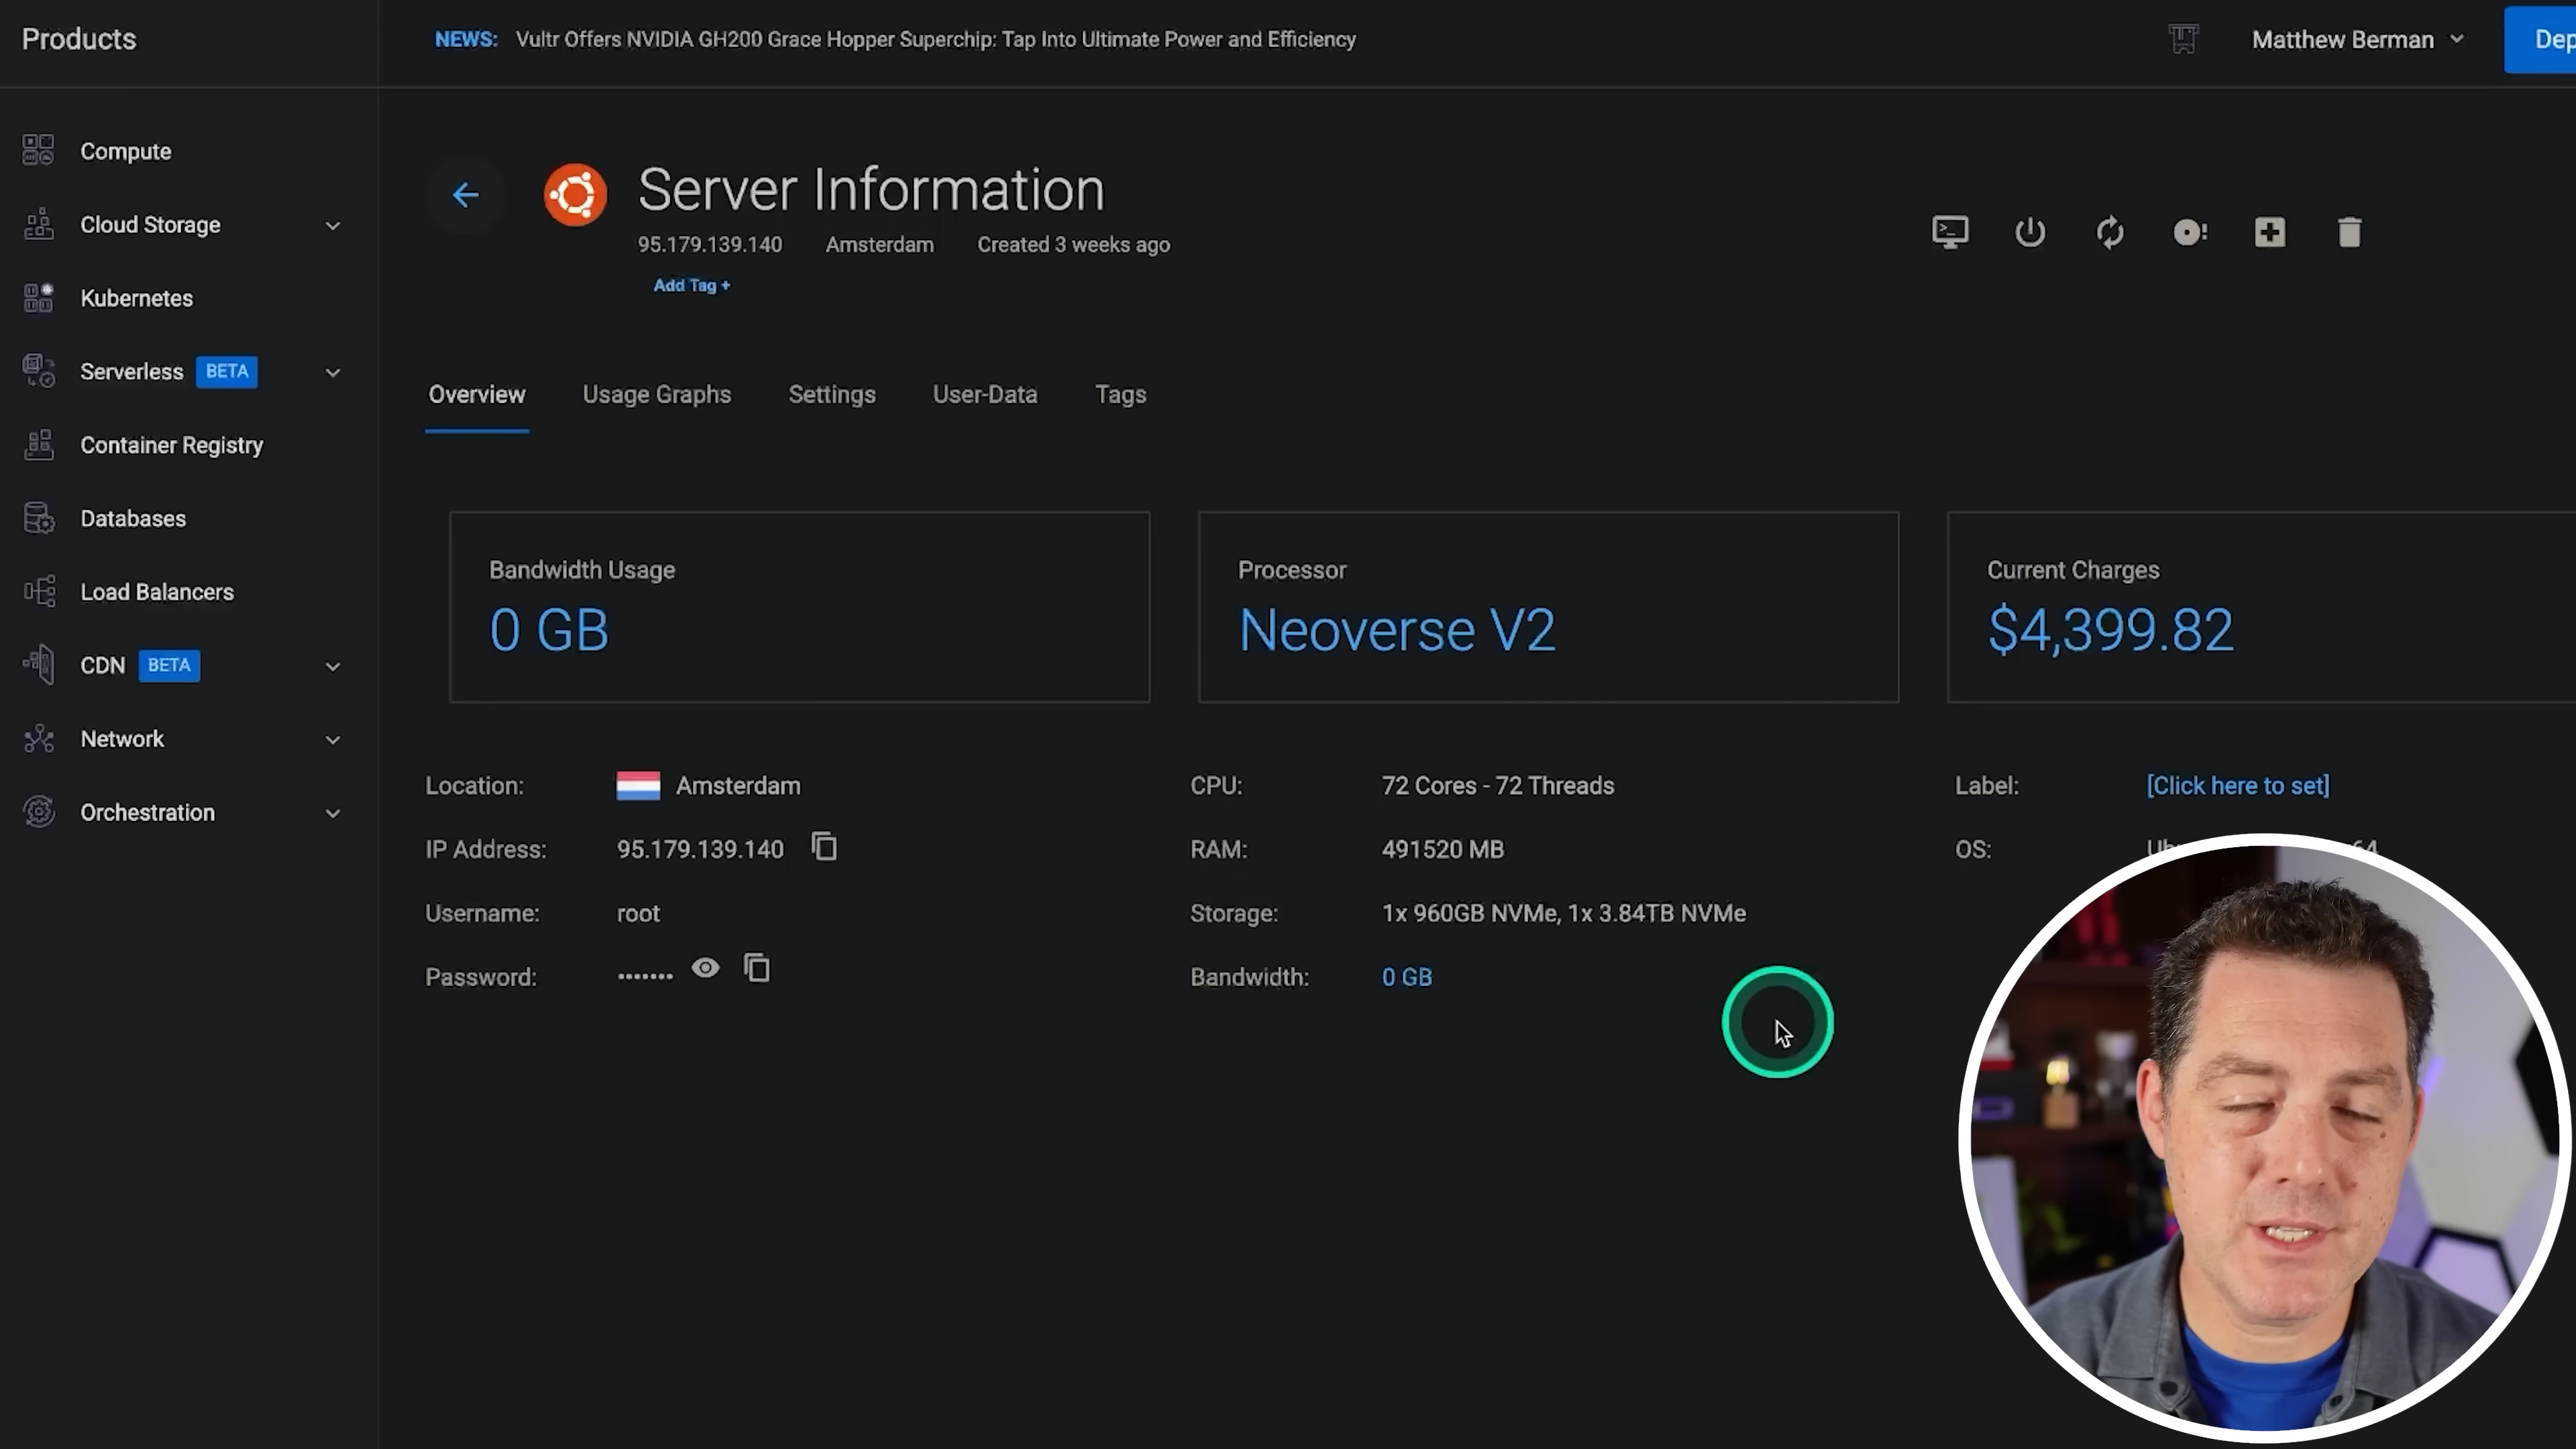 Products
NEWS: Vultr Offers NVIDIA GH200 Grace Hopper Superchip: Tap Into Ultimate Power and Efficiency
Matthew Berman
Compute
Cloud Storage
Kubernetes
Serverless BETA
Container Registry
Databases
Load Balancers
CDN BETA
Network
Orchestration
Server Information
95.179.139.140 Amsterdam Created 3 weeks ago
Add Tag +
Overview Usage Graphs Settings User-Data Tags
Bandwidth Usage
0 GB
Processor
Neoverse V2
Current Charges
$4,399.82
Location: Amsterdam
IP Address: 95.179.139.140
Username: root
Password: •••••••
CPU: 72 Cores - 72 Threads
RAM: 491520 MB
Storage: 1x 960GB NVMe, 1x 3.84TB NVMe
Bandwidth: 0 GB
Label: [Click here to set]
OS: